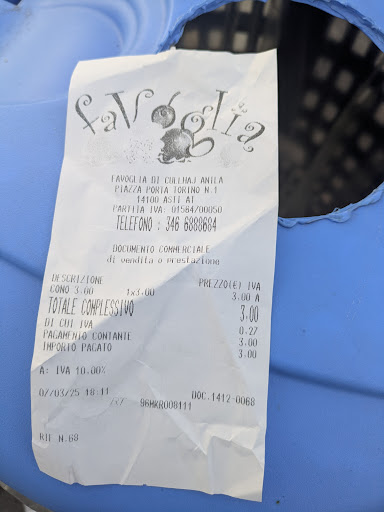 faVoglia
FAVOGLIA DI CULLHAJ ANILA
PIAZZA PORTA TORINO N.1
14100 ASTI AT
PARTITA IVA: 01584700050
TELEFONO : 346 6888684
DOCUMENTO COMMERCIALE
di vendita o prestazione
DESCRIZIONE PREZZO(€) IVA
CONO 3.00 1x3.00 3.00 A
TOTALE COMPLESSIVO 3.00
DI CUI IVA 0.27
PAGAMENTO CONTANTE 3.00
IMPORTO PAGATO 3.00
A: IVA 10.00%
07/03/25 18 11 DOC.1412-0068
96MKR008111
RIF N.68